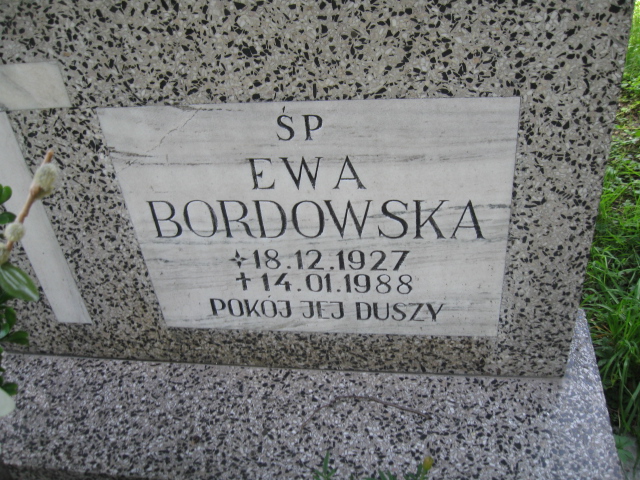 ŚP
EWA
BORDOWSKA
✶18.12.1927
†14.01.1988
POKÓJ JEJ DUSZY